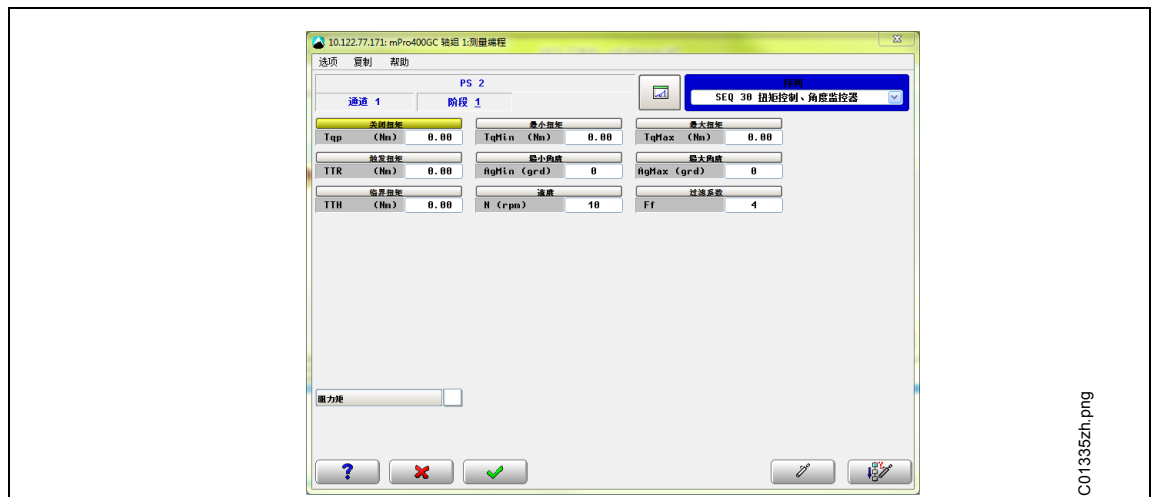 10.122.77.171: mPro400GC 轴组 1:测量编程
选项 复制 帮助
PS 2
通道 1 阶段 1
SEQ 30 扭矩控制、角度监控器
关闭扭矩 最小扭矩 最大扭矩
Tqp (Nm) 0.00 TqMin (Nm) 0.00 TqMax (Nm) 0.00
触发扭矩 最小角度 最大角度
TTR (Nm) 0.00 AgMin (grd) 0 AgMax (grd) 0
临界扭矩 速度 过滤系数
TTH (Nm) 0.00 N (rpm) 10 Ff 4
阻力矩
C01335zh.png